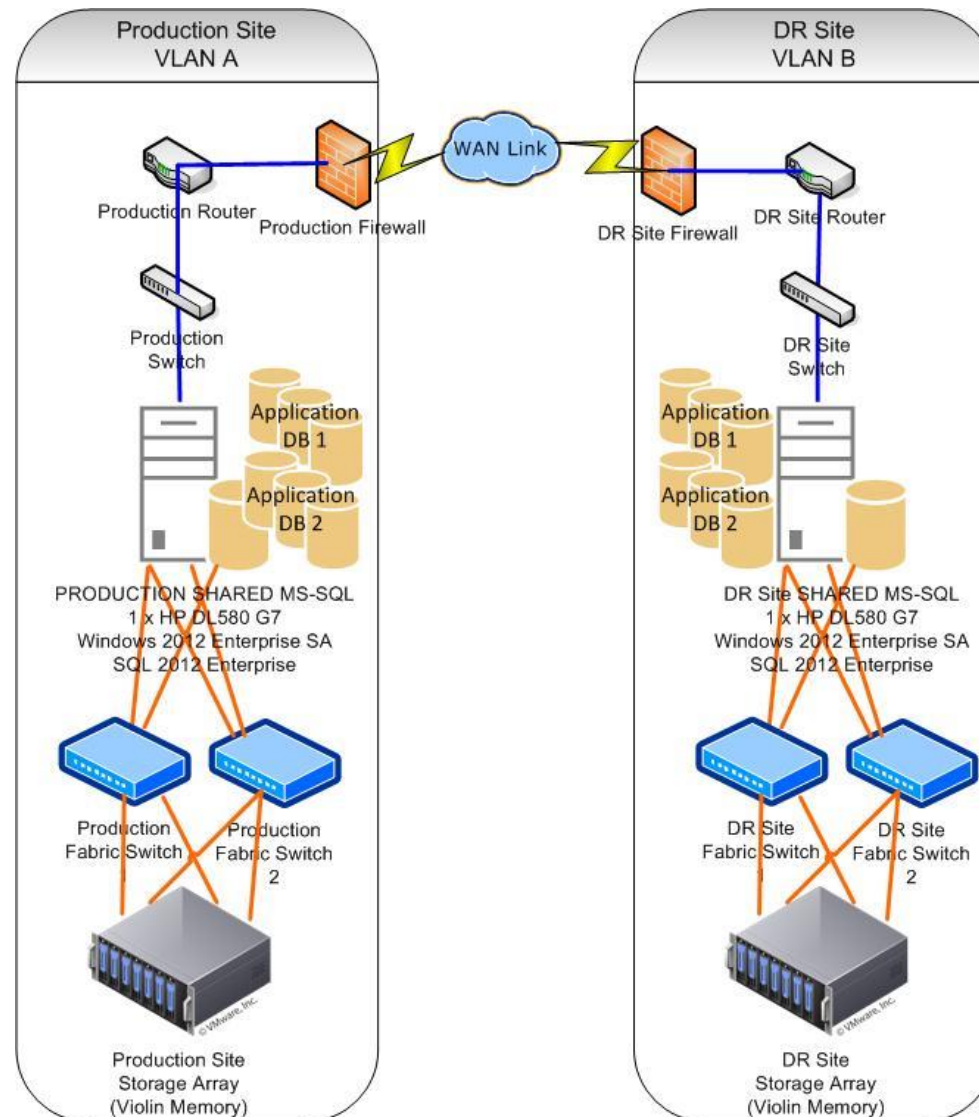 Production Site
VLAN A
DR Site
VLAN B
WAN Link
Production Router
Production Firewall
DR Site Firewall
DR Site Router
Production
Switch
DR Site
Switch
Application
DB 1
Application
DB 2
Application
DB 1
Application
DB 2
PRODUCTION SHARED MS-SQL
1 x HP DL580 G7
Windows 2012 Enterprise SA
SQL 2012 Enterprise
DR Site SHARED MS-SQL
1 x HP DL580 G7
Windows 2012 Enterprise SA
SQL 2012 Enterprise
Production
Fabric Switch
1
Production
Fabric Switch
2
DR Site
Fabric Switch
1
DR Site
Fabric Switch
2
© VMware, Inc.
© VMware, Inc.
Production Site
Storage Array
(Violin Memory)
DR Site
Storage Array
(Violin Memory)